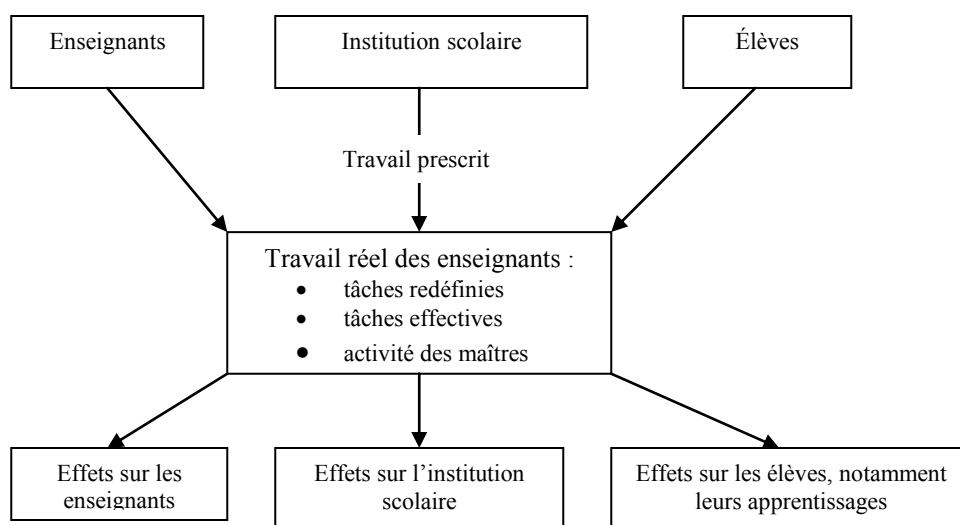 Enseignants
Institution scolaire
Élèves
Travail prescrit
Travail réel des enseignants :
• tâches redéfinies
• tâches effectives
• activité des maîtres
Effets sur les
enseignants
Effets sur l’institution
scolaire
Effets sur les élèves, notamment
leurs apprentissages